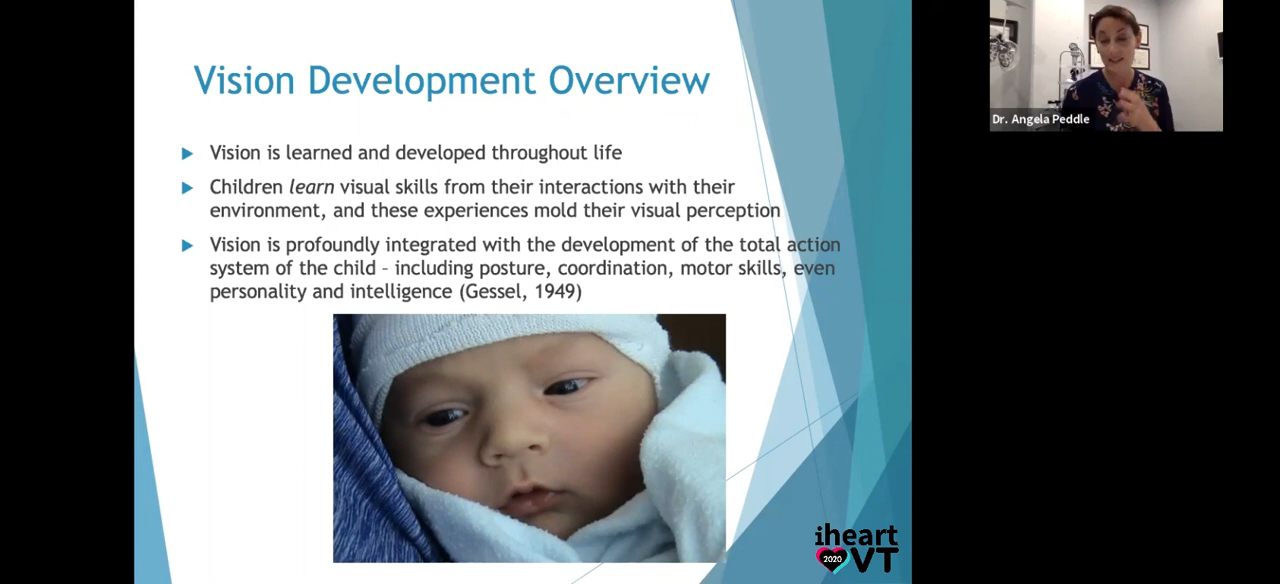 Vision Development Overview
Vision is learned and developed throughout life
Children learn visual skills from their interactions with their
environment, and these experiences mold their visual perception
Vision is profoundly integrated with the development of the total action
system of the child – including posture, coordination, motor skills, even
personality and intelligence (Gessel, 1949)
Dr. Angela Peddle
iheart
2020 VT